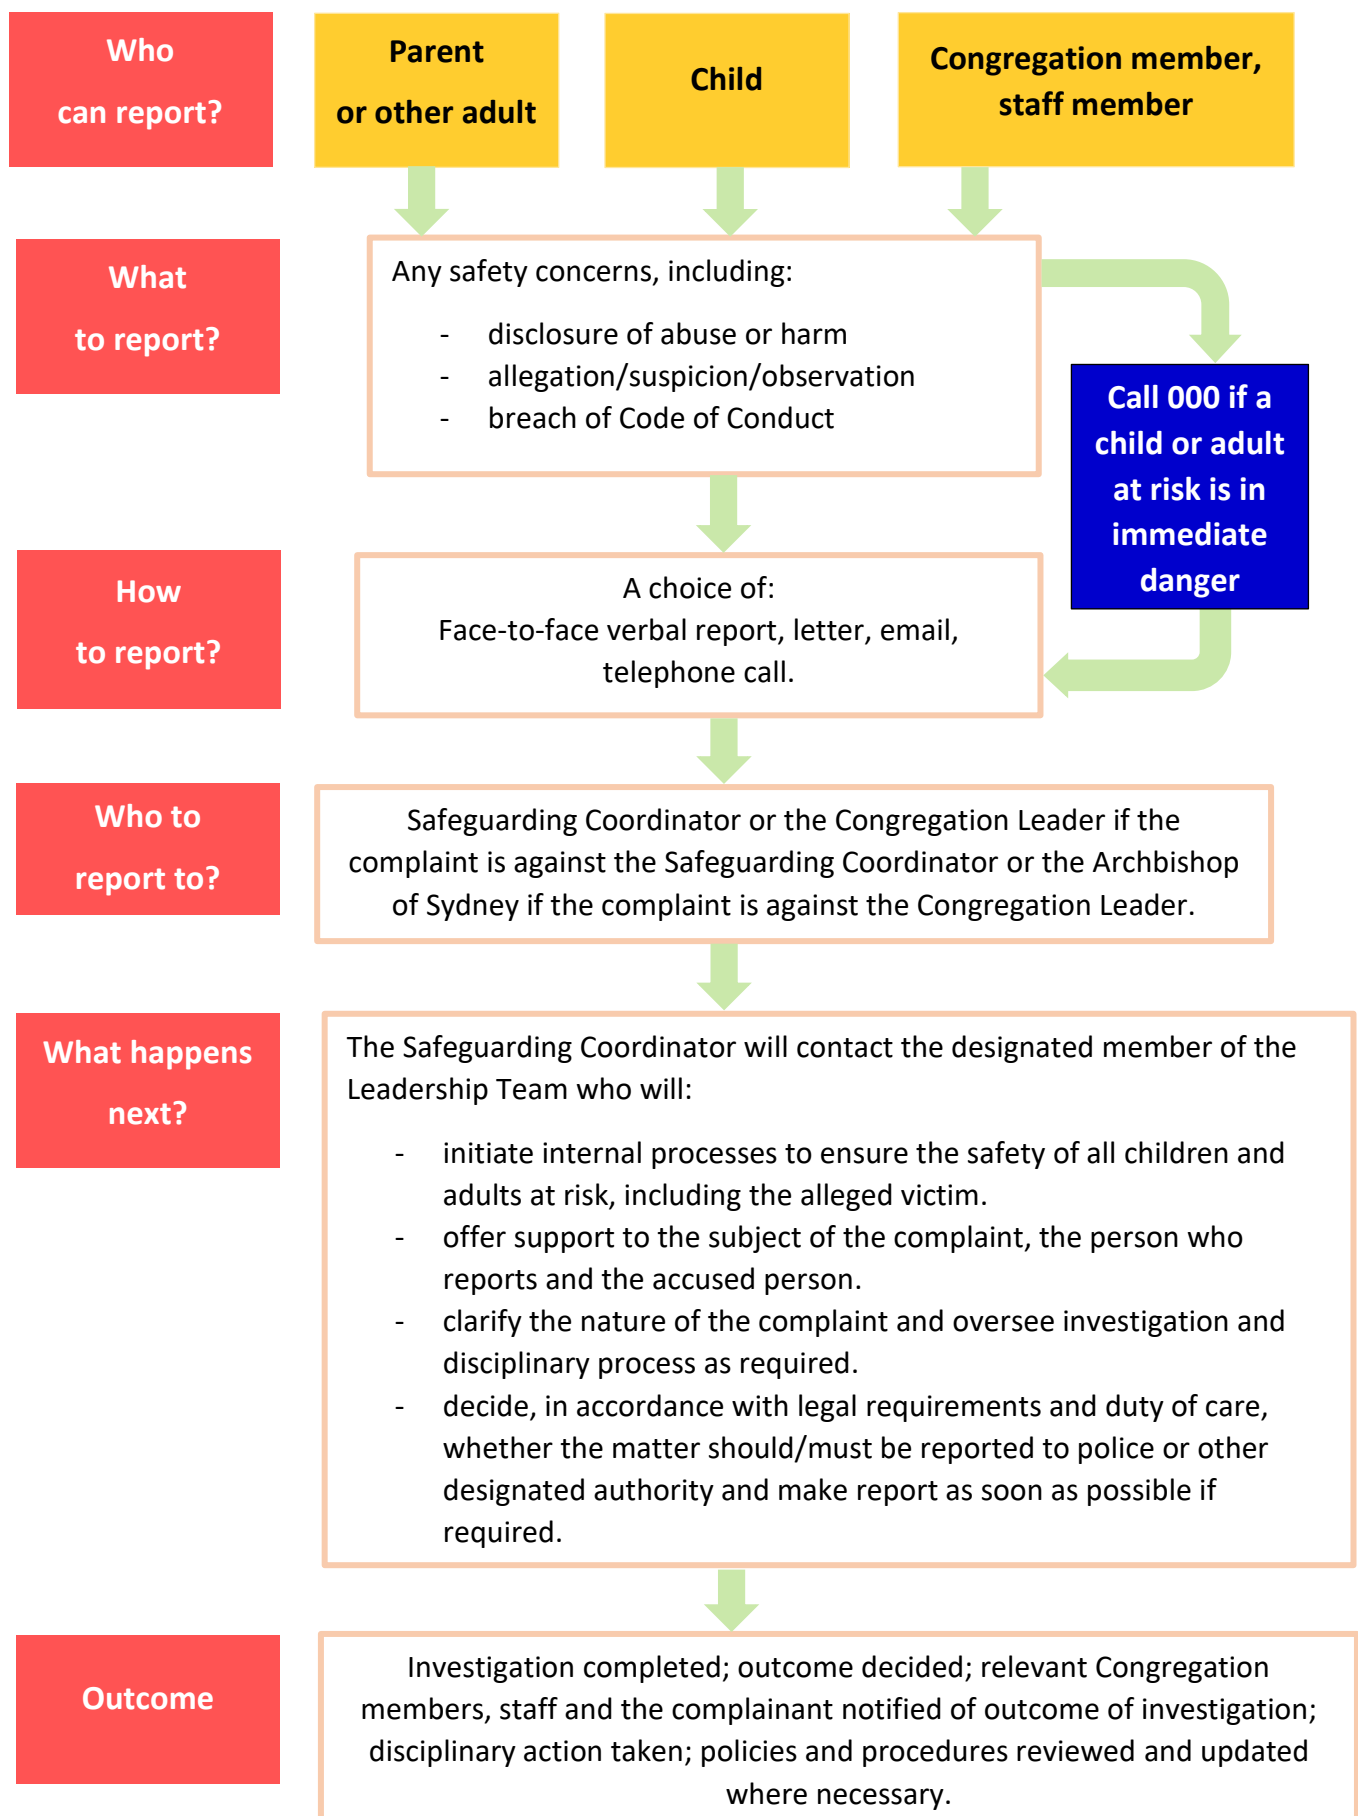 Who
can report?
Parent
or other adult
Child
Congregation member,
staff member
What
to report?
Any safety concerns, including:
- disclosure of abuse or harm
- allegation/suspicion/observation
- breach of Code of Conduct
Call 000 if a
child or adult
at risk is in
immediate
danger
How
to report?
A choice of:
Face-to-face verbal report, letter, email,
telephone call.
Who to
report to?
Safeguarding Coordinator or the Congregation Leader if the
complaint is against the Safeguarding Coordinator or the Archbishop
of Sydney if the complaint is against the Congregation Leader.
What happens
next?
The Safeguarding Coordinator will contact the designated member of the
Leadership Team who will:
- initiate internal processes to ensure the safety of all children and
adults at risk, including the alleged victim.
- offer support to the subject of the complaint, the person who
reports and the accused person.
- clarify the nature of the complaint and oversee investigation and
disciplinary process as required.
- decide, in accordance with legal requirements and duty of care,
whether the matter should/must be reported to police or other
designated authority and make report as soon as possible if
required.
Outcome
Investigation completed; outcome decided; relevant Congregation
members, staff and the complainant notified of outcome of investigation;
disciplinary action taken; policies and procedures reviewed and updated
where necessary.